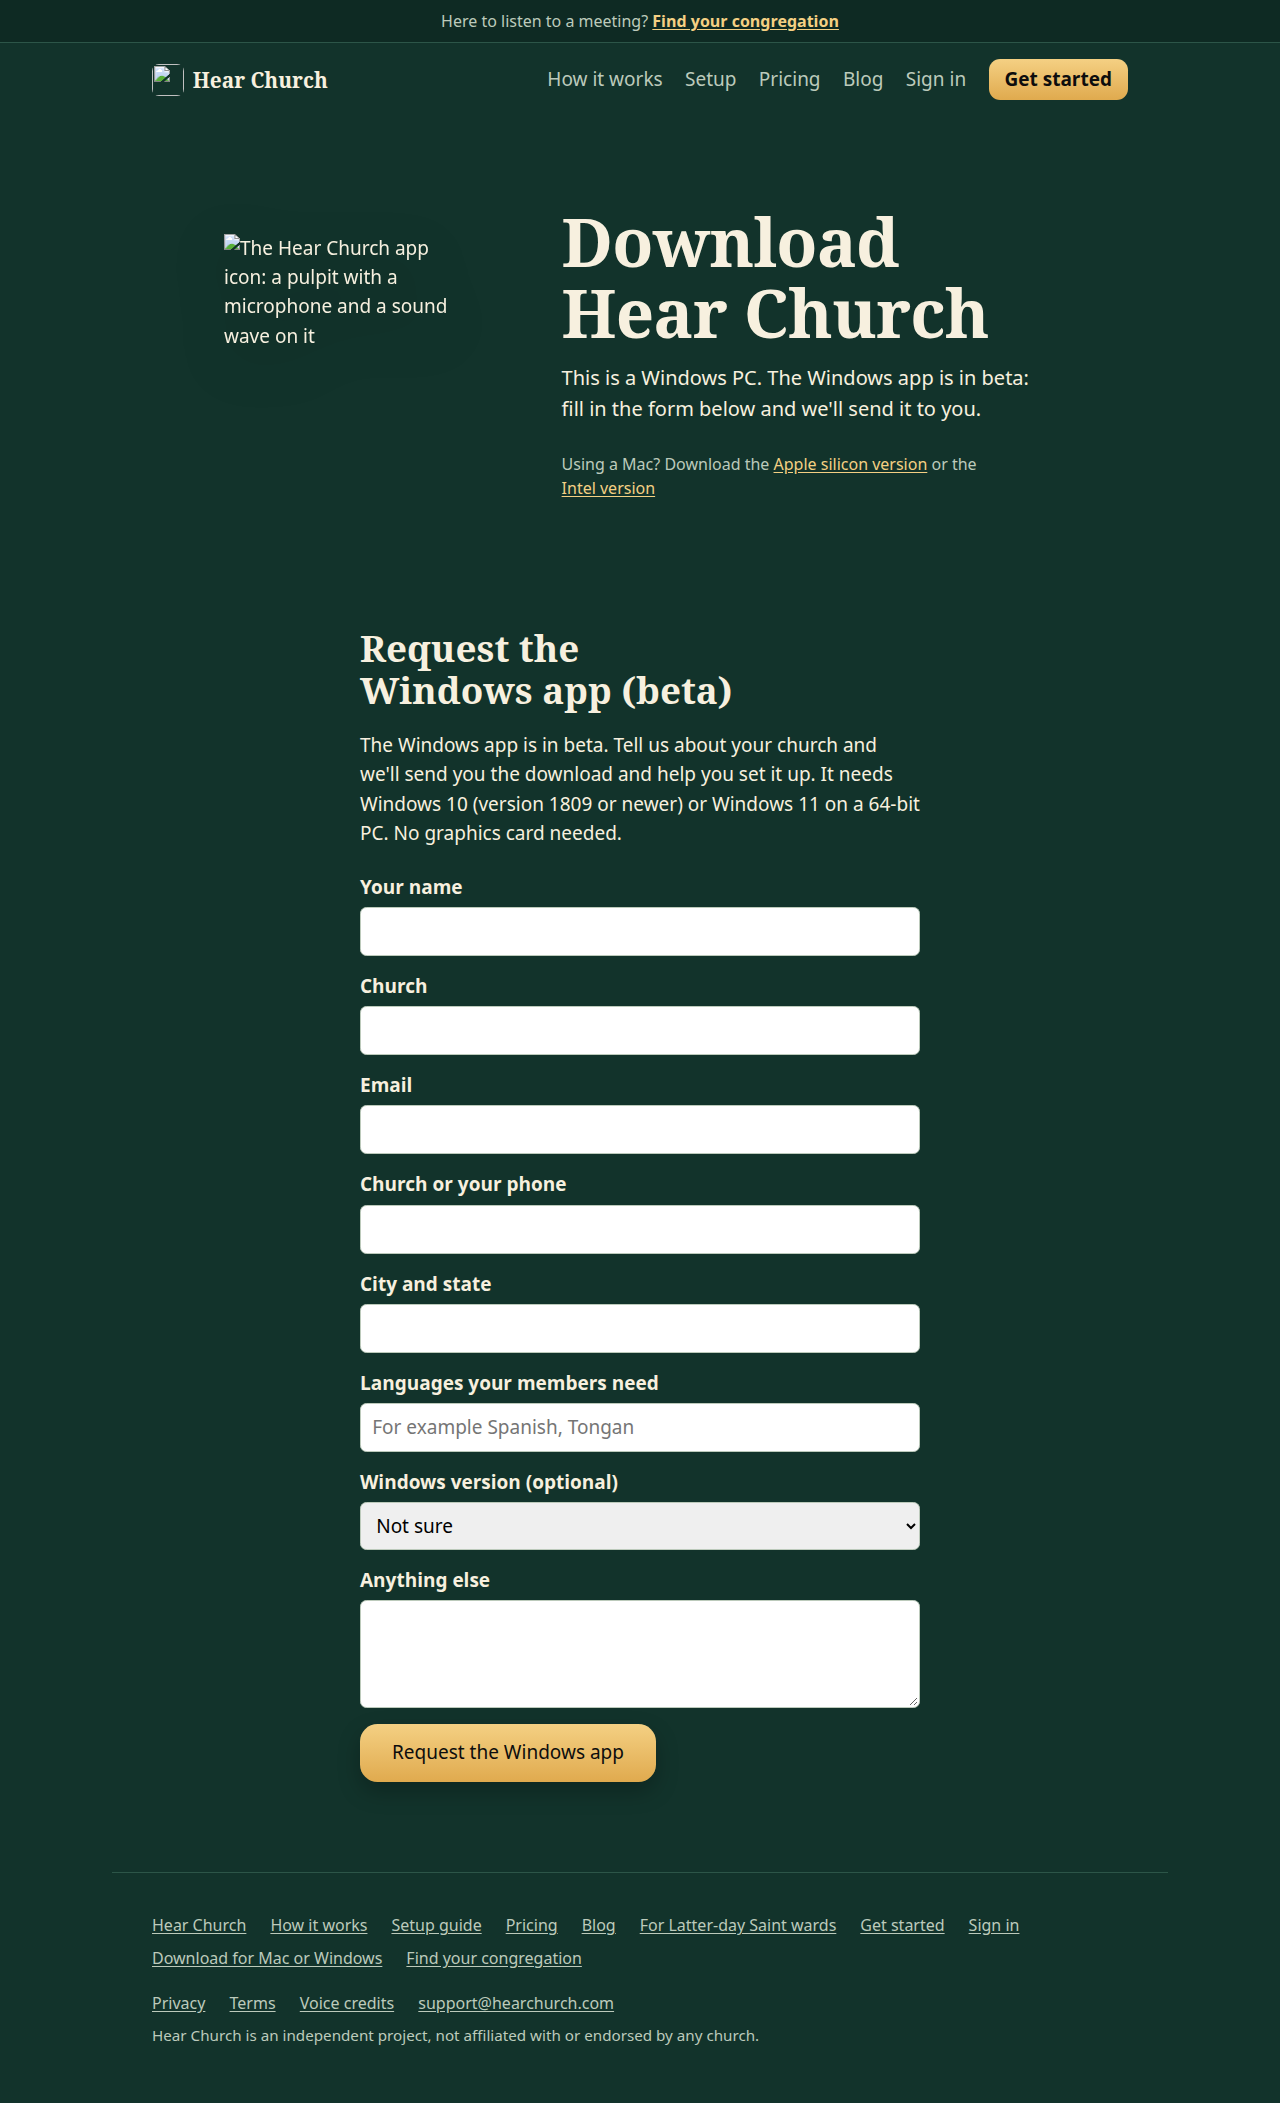 Here to listen to a meeting? Find your congregation
Hear Church
How it works Setup Pricing Blog Sign in Get started
The Hear Church app
icon: a pulpit with a
microphone and a sound
wave on it
Download
Hear Church
This is a Windows PC. The Windows app is in beta:
fill in the form below and we'll send it to you.
Using a Mac? Download the Apple silicon version or the
Intel version
Request the
Windows app (beta)
The Windows app is in beta. Tell us about your church and
we'll send you the download and help you set it up. It needs
Windows 10 (version 1809 or newer) or Windows 11 on a 64-bit
PC. No graphics card needed.
Your name
Church
Email
Church or your phone
City and state
Languages your members need
For example Spanish, Tongan
Windows version (optional)
Not sure
Anything else
Request the Windows app
Hear Church How it works Setup guide Pricing Blog For Latter-day Saint wards Get started Sign in
Download for Mac or Windows Find your congregation
Privacy Terms Voice credits support@hearchurch.com
Hear Church is an independent project, not affiliated with or endorsed by any church.